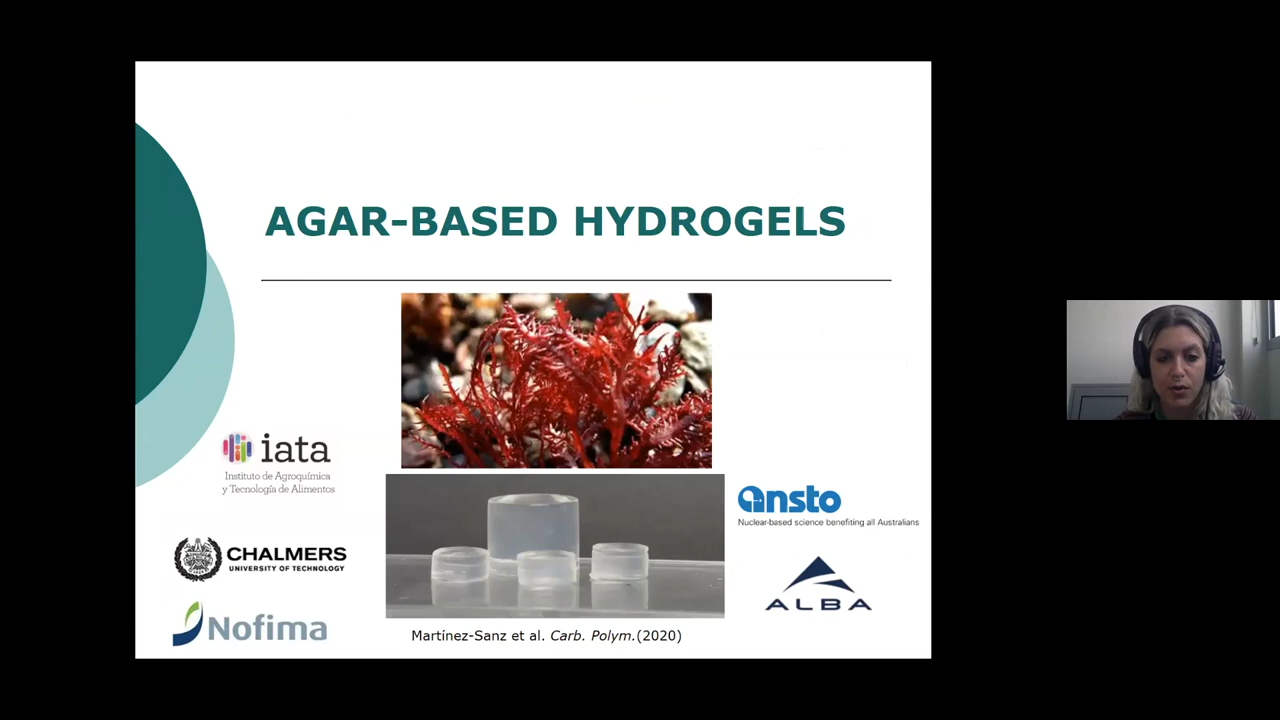 AGAR-BASED HYDROGELS
iata
Instituto de Agroquímica
y Tecnología de Alimentos
CHALMERS
UNIVERSITY OF TECHNOLOGY
Nofima
ansto
Nuclear-based science benefiting all Australians
ALBA
Martínez-Sanz et al. Carb. Polym.(2020)